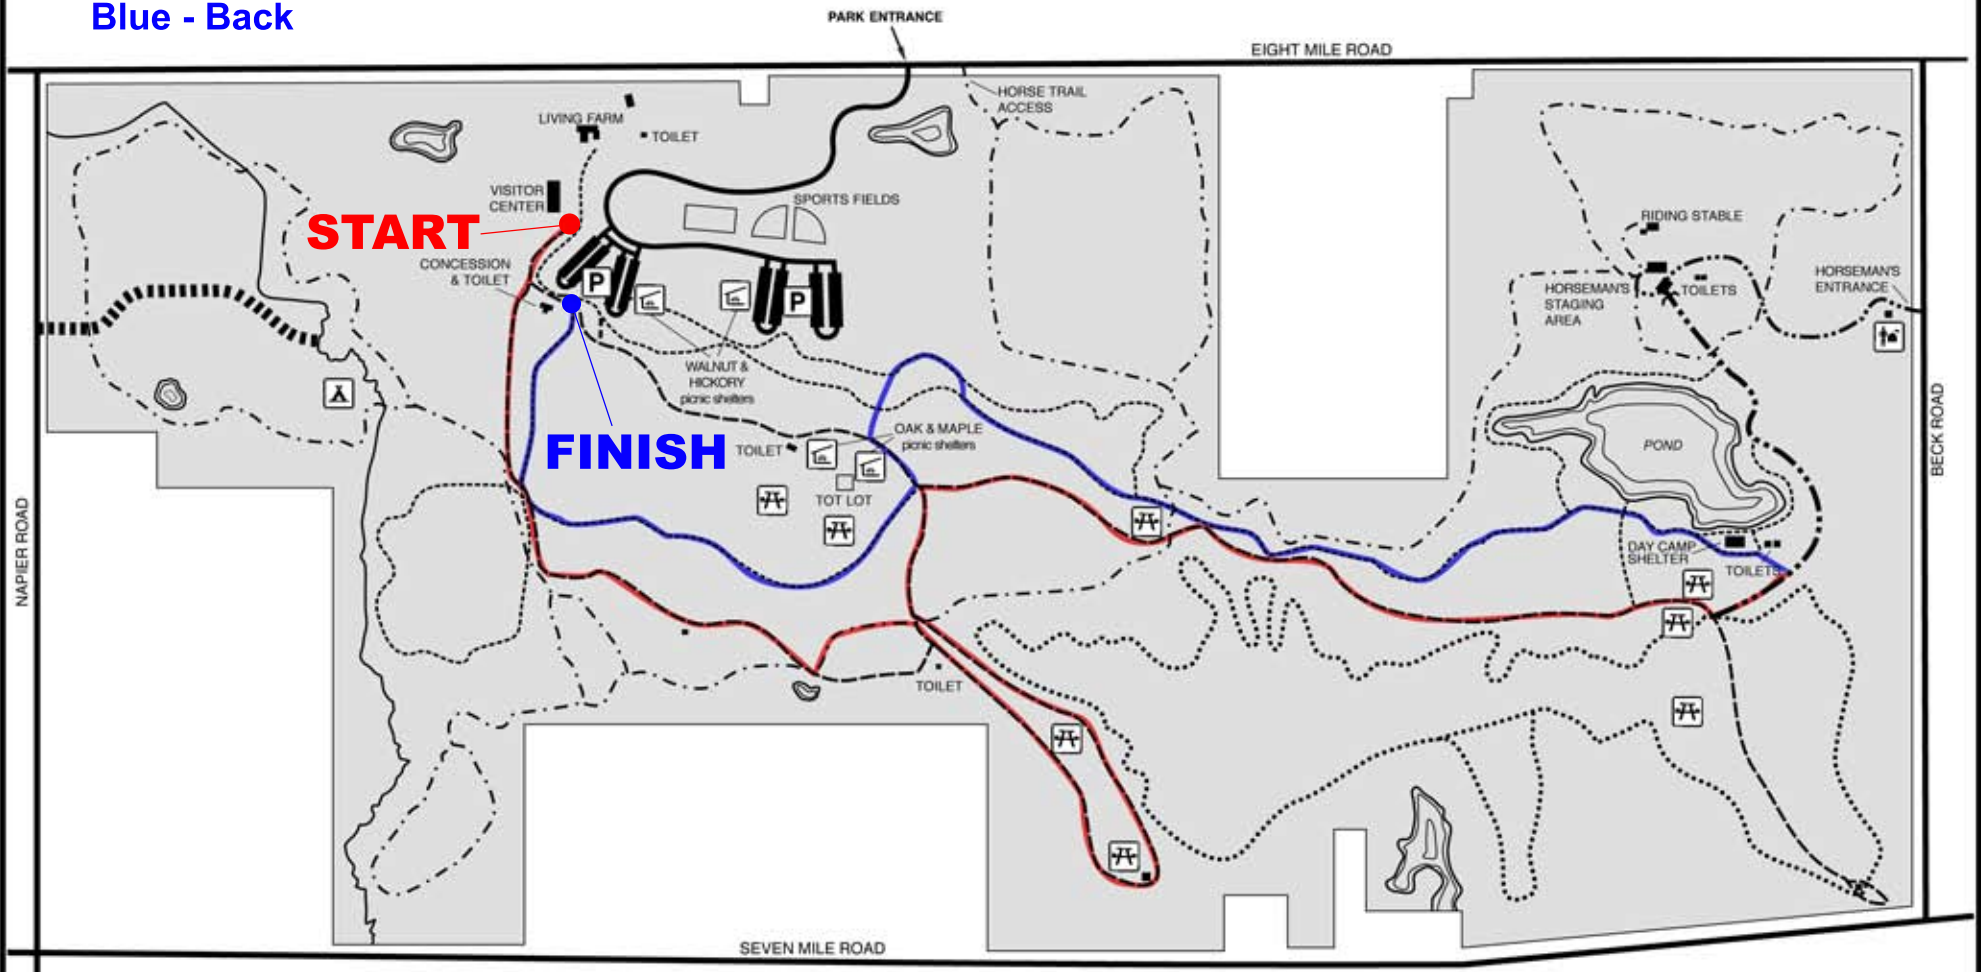 Blue - Back
PARK ENTRANCE
EIGHT MILE ROAD
HORSE TRAIL
ACCESS
LIVING FARM
TOILET
VISITOR
CENTER
SPORTS FIELDS
START
CONCESSION
& TOILET
P
P
RIDING STABLE
HORSEMAN'S
STAGING
AREA
TOILETS
HORSEMAN'S
ENTRANCE
WALNUT &
HICKORY
picnic shelters
FINISH
TOILET
OAK & MAPLE
picnic shelters
TOT LOT
POND
BECK ROAD
NAPIER ROAD
DAY CAMP
SHELTER
TOILETS
TOILET
SEVEN MILE ROAD